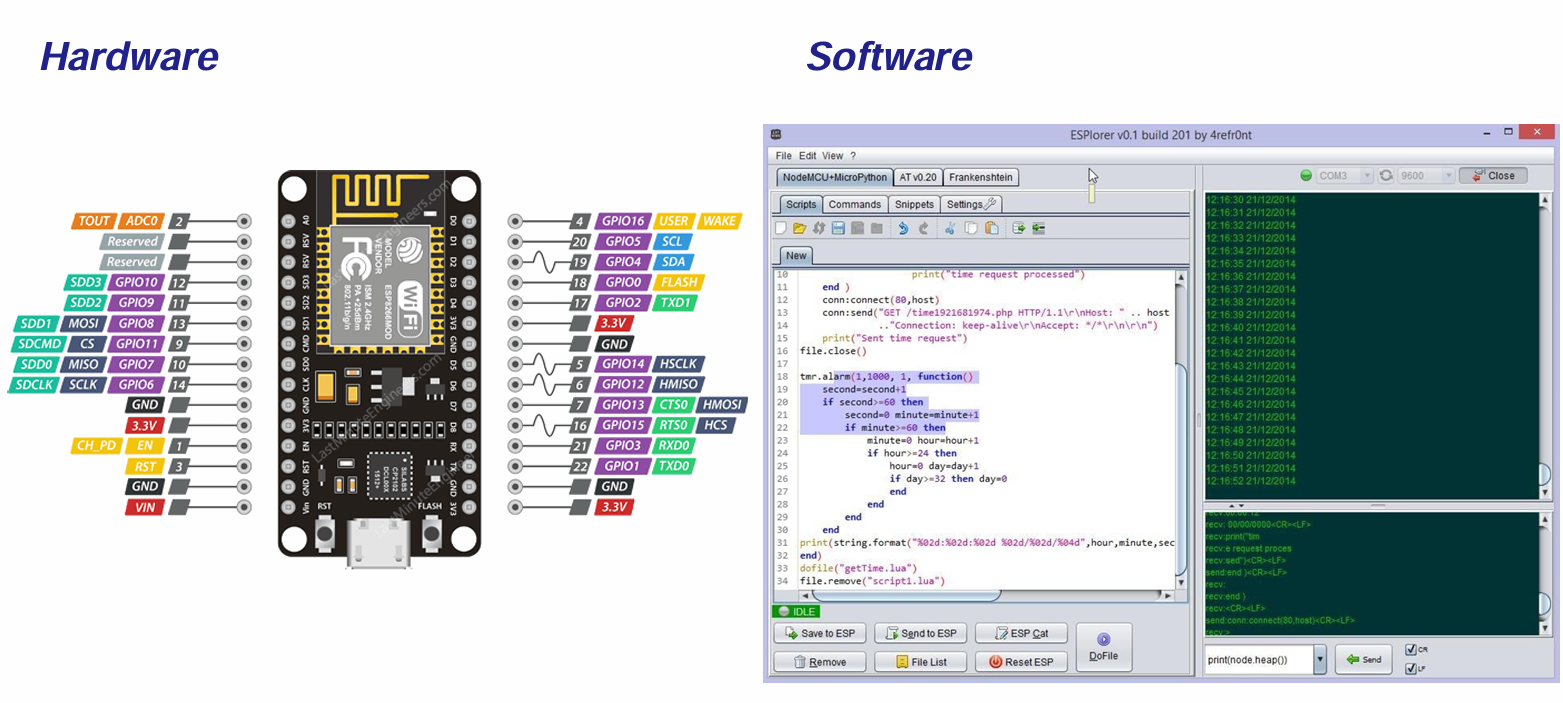 Hardware
Software
TOUT ADC0 2
Reserved
Reserved
SDD3 GPIO10 12
SDD2 GPIO9 11
SDD1 MOSI GPIO8 13
SDCMD CS GPIO11 9
SDD0 MISO GPIO7 10
SDCLK SCLK GPIO6 14
GND
3.3V
CH_PD EN 1
RST 3
GND
VIN
A0
RSV
RSV
SD3
SD2
SD1
CMD
SD0
CLK
GND
3V3
EN
RST
GND
Vin
MODEL ESP8266MOD
VENDOR
WiFi
FC
ISM 2.4GHz
PA +25dBm
802.11b/g/n
SILABS
CP2102
DCL00X
1512+
RST
FLASH
LastMinuteEngineers.com
D0
D1
D2
D3
D4
3V3
GND
D5
D6
D7
D8
RX
TX
GND
3V3
4 GPIO16 USER WAKE
20 GPIO5 SCL
19 GPIO4 SDA
18 GPIO0 FLASH
17 GPIO2 TXD1
3.3V
GND
5 GPIO14 HSCLK
6 GPIO12 HMISO
7 GPIO13 CTS0 HMOSI
16 GPIO15 RTS0 HCS
21 GPIO3 RXD0
22 GPIO1 TXD0
GND
3.3V
ESPlorer v0.1 build 201 by 4refr0nt
File Edit View ?
NodeMCU+MicroPython AT v0.20 Frankenshtein
Scripts Commands Snippets Settings
New
10 print("time request processed")
11 end )
12 conn:connect(80,host)
13 conn:send("GET /time1921681974.php HTTP/1.1\r\nHost: " .. host
14 .."Connection: keep-alive\r\nAccept: */*\r\n\r\n")
15 print("Sent time request")
16 file.close()
17
18 tmr.alarm(1,1000, 1, function()
19 second=second+1
20 if second>=60 then
21 second=0 minute=minute+1
22 if minute>=60 then
23 minute=0 hour=hour+1
24 if hour>=24 then
25 hour=0 day=day+1
26 if day>=32 then day=0
27 end
28 end
29 end
30 end
31 print(string.format("%02d:%02d:%02d %02d/%02d/%04d",hour,minute,sec
32 end)
33 dofile("getTime.lua")
34 file.remove("script1.lua")
IDLE
Save to ESP Send to ESP ESP Cat
Remove File List Reset ESP
DoFile
COM3 9600 Close
12:16:30 21/12/2014
12:16:31 21/12/2014
12:16:32 21/12/2014
12:16:33 21/12/2014
12:16:34 21/12/2014
12:16:35 21/12/2014
12:16:36 21/12/2014
12:16:37 21/12/2014
12:16:38 21/12/2014
12:16:39 21/12/2014
12:16:40 21/12/2014
12:16:41 21/12/2014
12:16:42 21/12/2014
12:16:43 21/12/2014
12:16:44 21/12/2014
12:16:45 21/12/2014
12:16:46 21/12/2014
12:16:47 21/12/2014
12:16:48 21/12/2014
12:16:49 21/12/2014
12:16:50 21/12/2014
12:16:51 21/12/2014
12:16:52 21/12/2014
recv: 00/00/0000<CR><LF>
recv:print("tim
recv:e request proces
recv:sed")<CR><LF>
send:end )<CR><LF>
recv:
recv:end )
recv:<CR><LF>
send:conn:connect(80,host)<CR><LF>
recv:>
print(node.heap()) Send
CR
LF